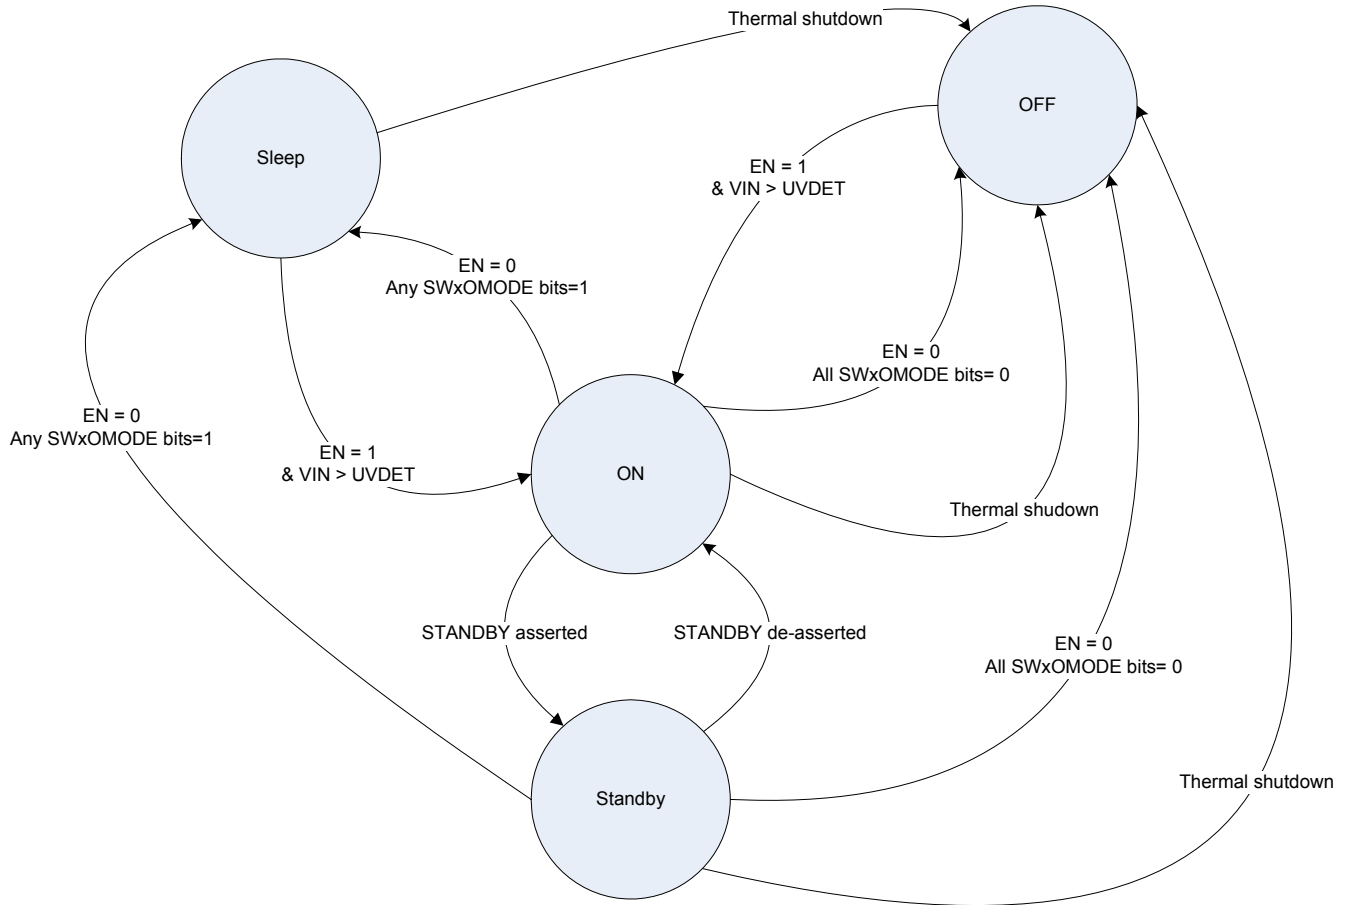 Thermal shutdown
OFF
Sleep
EN = 1
& VIN > UVDET
EN = 0
Any SWxOMODE bits=1
EN = 0
All SWxOMODE bits= 0
EN = 0
Any SWxOMODE bits=1
EN = 1
& VIN > UVDET
ON
Thermal shudown
STANDBY asserted
STANDBY de-asserted
EN = 0
All SWxOMODE bits= 0
Thermal shutdown
Standby